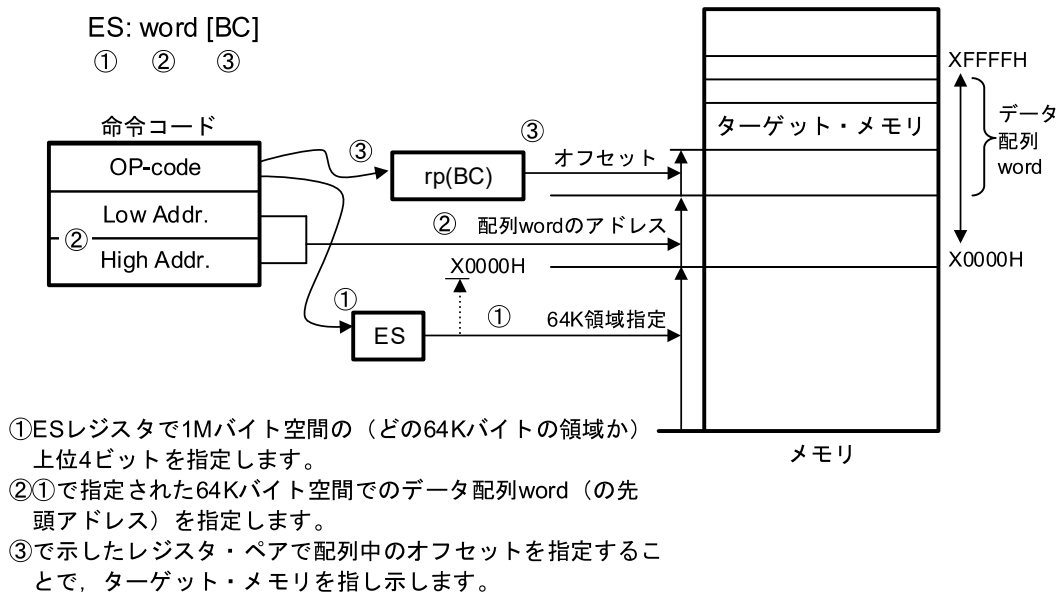 ES: word [BC]
① ② ③
命令コード
OP-code
Low Addr.
②
High Addr.
③
rp(BC)
③
オフセット
② 配列wordのアドレス
X0000H
①
ES
①
64K領域指定
XFFFFH
ターゲット・メモリ
データ
配列
word
X0000H
メモリ
①ESレジスタで1Mバイト空間の（どの64Kバイトの領域か）
上位4ビットを指定します。
②①で指定された64Kバイト空間でのデータ配列word（の先
頭アドレス）を指定します。
③で示したレジスタ・ペアで配列中のオフセットを指定するこ
とで，ターゲット・メモリを指し示します。